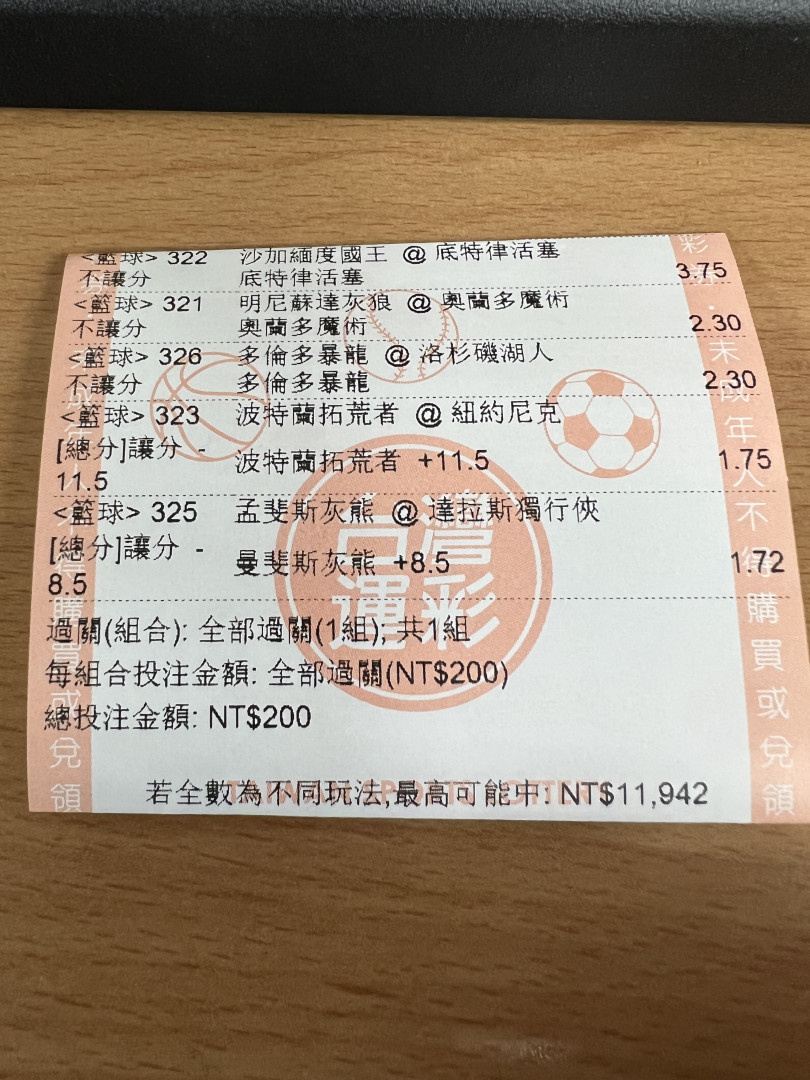 <籃球> 322 沙加緬度國王 @ 底特律活塞
不讓分 底特律活塞 3.75
<籃球> 321 明尼蘇達灰狼 @ 奧蘭多魔術
不讓分 奧蘭多魔術 2.30
<籃球> 326 多倫多暴龍 @ 洛杉磯湖人
不讓分 多倫多暴龍 2.30
<籃球> 323 波特蘭拓荒者 @ 紐約尼克
[總分]讓分 - 波特蘭拓荒者 +11.5 1.75
11.5
<籃球> 325 孟斐斯灰熊 @ 達拉斯獨行俠
[總分]讓分 - 曼斐斯灰熊 +8.5 1.72
8.5
過關(組合): 全部過關(1組), 共1組
每組合投注金額: 全部過關(NT$200)
總投注金額: NT$200
若全數為不同玩法,最高可能中: NT$11,942
台灣
運彩
未成年人不得購買或兌領